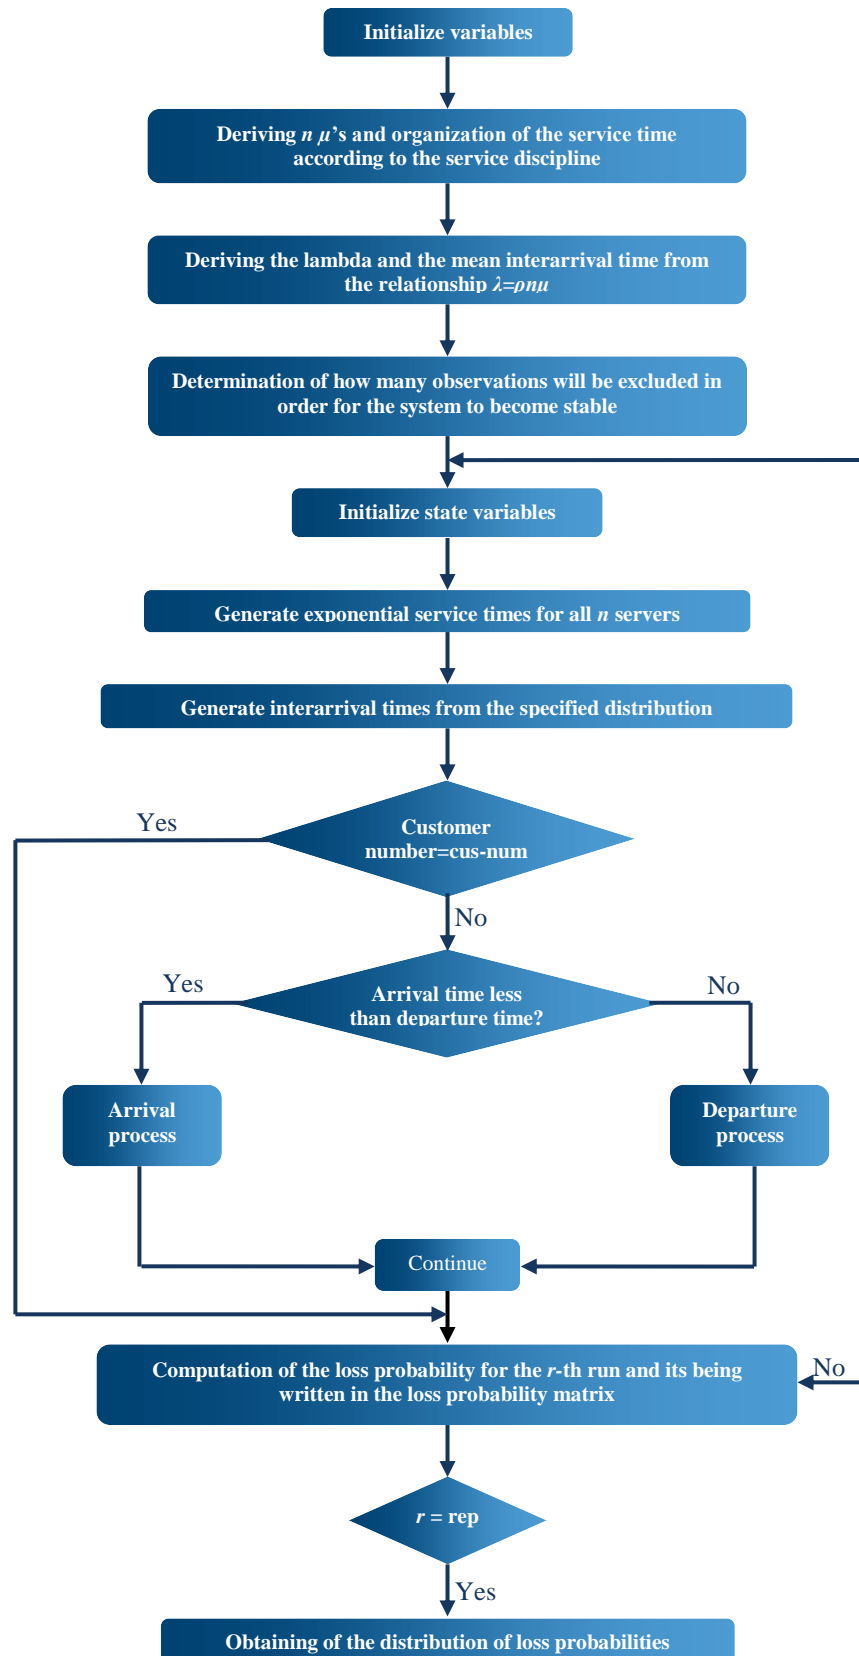 Initialize variables
Deriving n μ's and organization of the service time
according to the service discipline
Deriving the lambda and the mean interarrival time from
the relationship λ=ρnμ
Determination of how many observations will be excluded in
order for the system to become stable
Initialize state variables
Generate exponential service times for all n servers
Generate interarrival times from the specified distribution
Yes
Customer
number=cus-num
No
Yes
Arrival time less
than departure time?
No
Arrival
process
Departure
process
Continue
Computation of the loss probability for the r-th run and its being
written in the loss probability matrix
No
r = rep
Yes
Obtaining of the distribution of loss probabilities